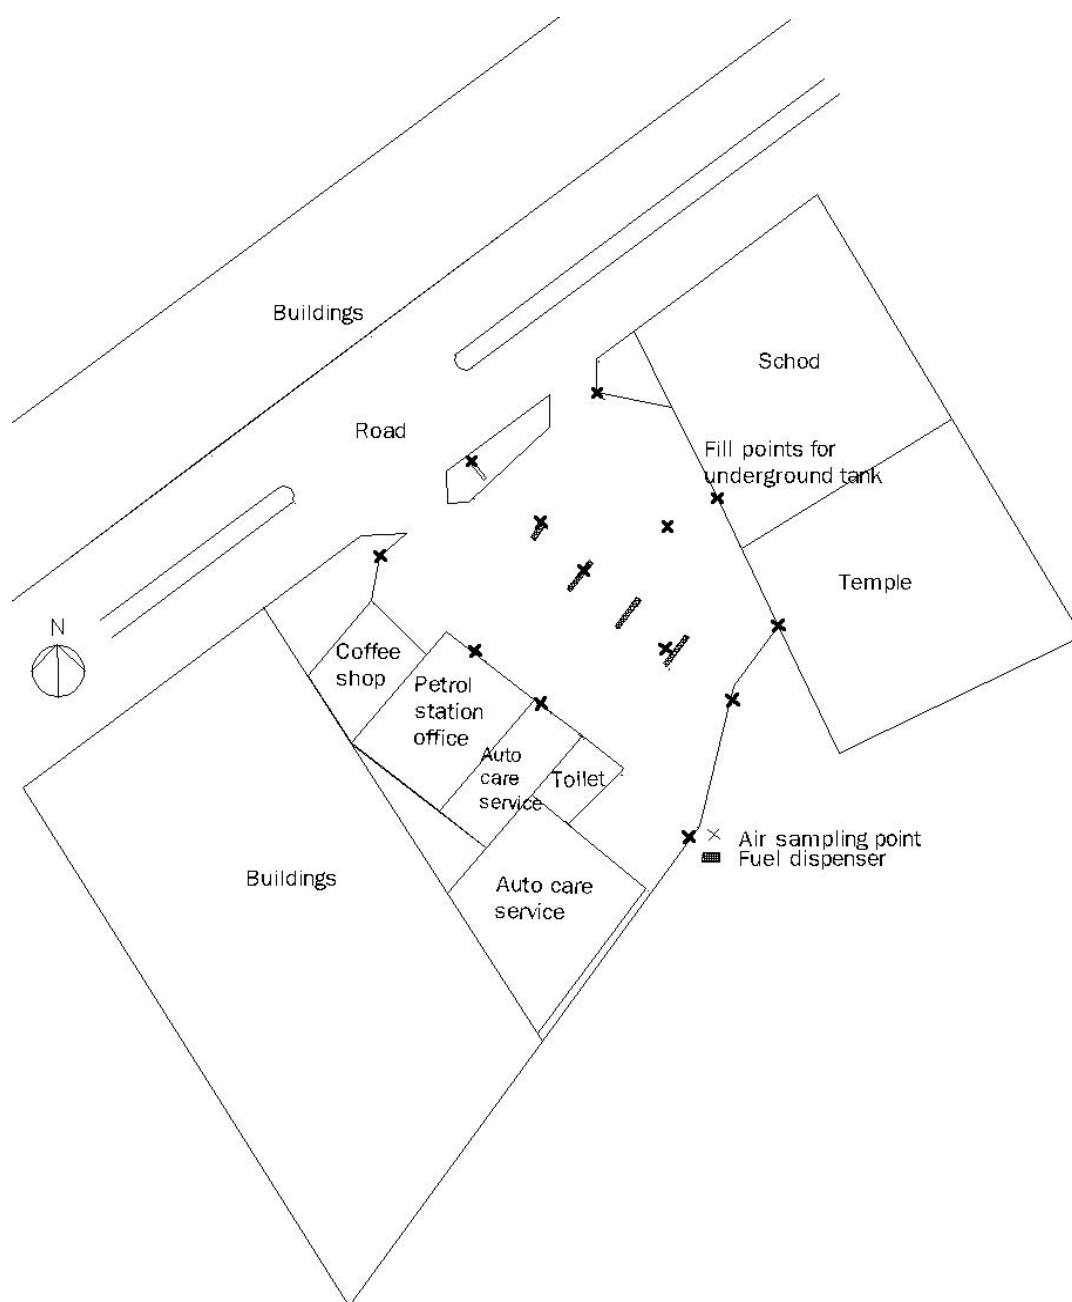 Buildings
Schod
Road
Fill points for
underground tank
Temple
N
Coffee
shop
Petrol
station
office
Auto
care
service
Toilet
Air sampling point
Fuel dispenser
Buildings
Auto care
service